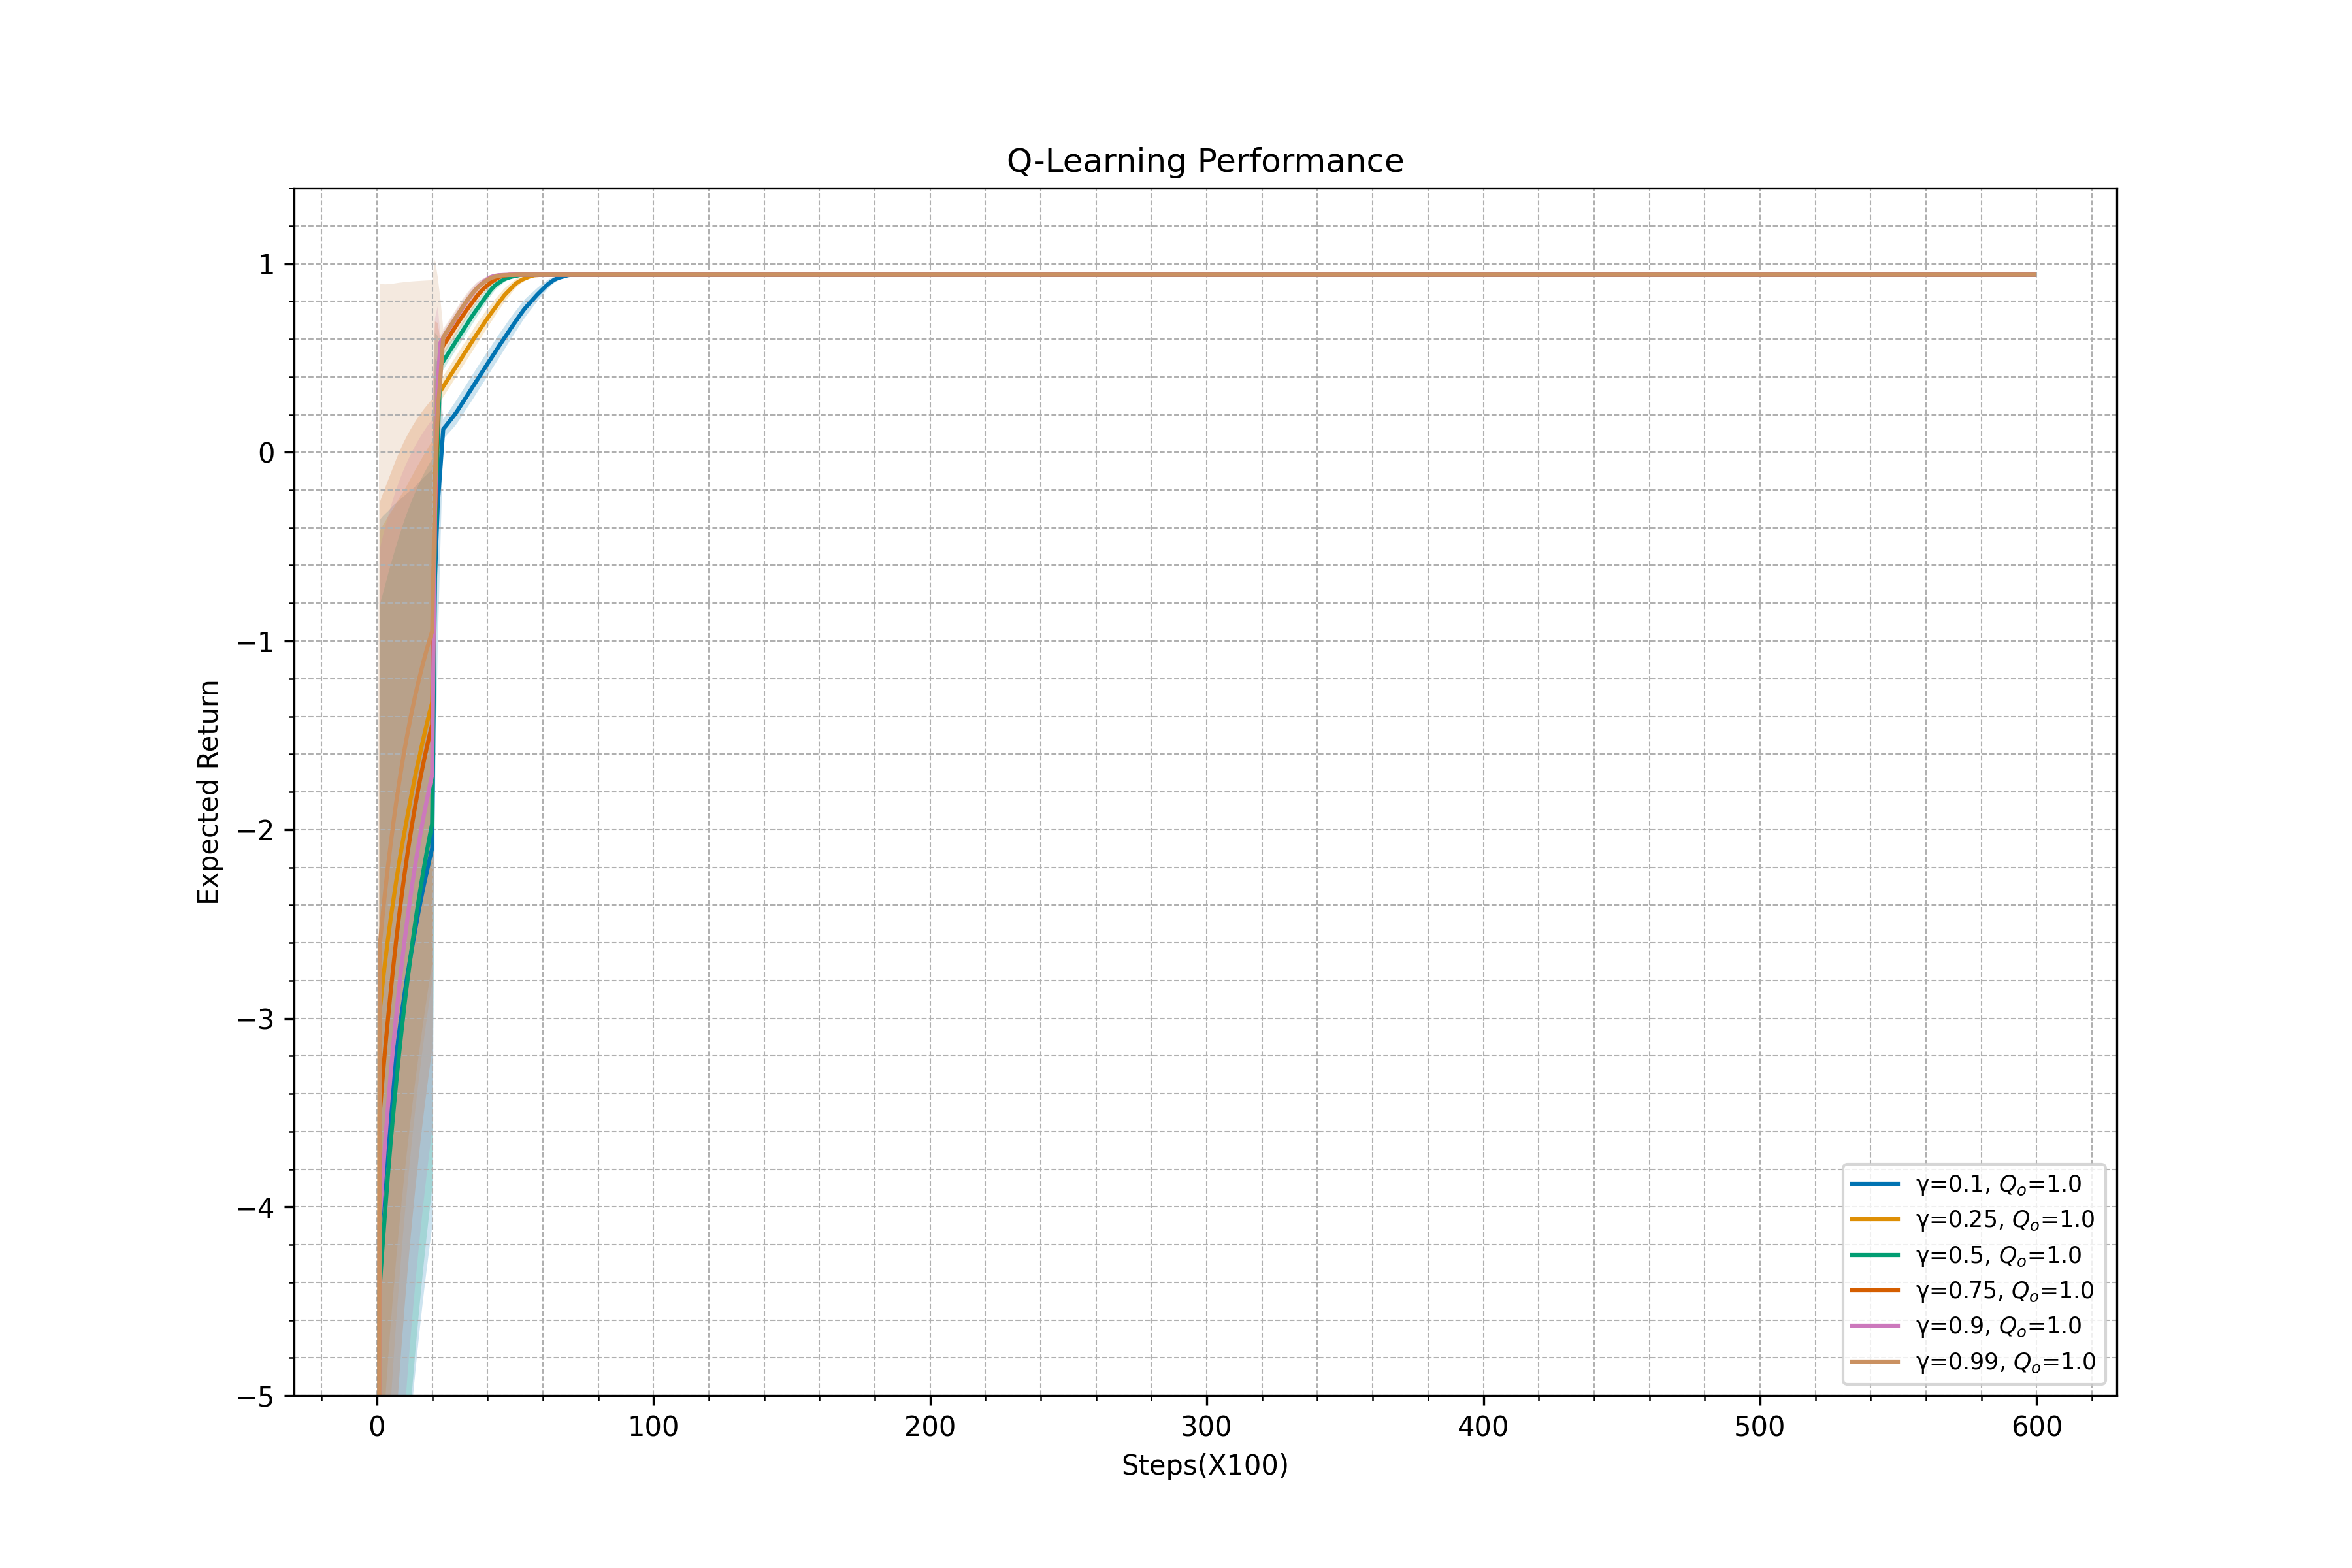 Q-Learning Performance
Expected Return
1
0
−1
−2
−3
−4
−5
0 100 200 300 400 500 600
Steps(X100)
γ=0.1, Qo=1.0
γ=0.25, Qo=1.0
γ=0.5, Qo=1.0
γ=0.75, Qo=1.0
γ=0.9, Qo=1.0
γ=0.99, Qo=1.0